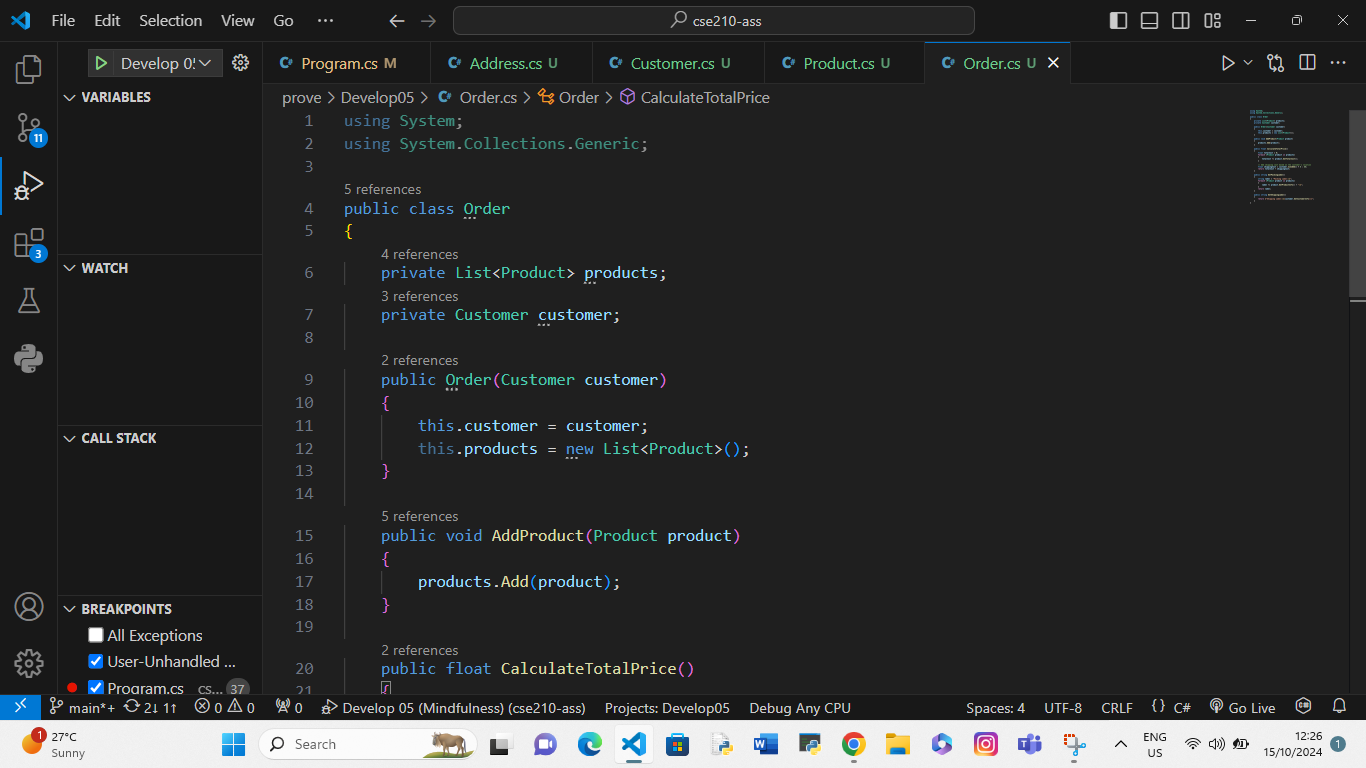 File Edit Selection View Go ··· cse210-ass
Develop 05
Program.cs M Address.cs U Customer.cs U Product.cs U Order.cs U
VARIABLES
WATCH
CALL STACK
BREAKPOINTS
All Exceptions
User-Unhandled ...
Program.cs cs... 37
11
3
prove > Develop05 > Order.cs > Order > CalculateTotalPrice
1 using System;
2 using System.Collections.Generic;
3
5 references
4 public class Order
5 {
4 references
6 private List<Product> products;
3 references
7 private Customer customer;
8
2 references
9 public Order(Customer customer)
10 {
11 this.customer = customer;
12 this.products = new List<Product>();
13 }
14
5 references
15 public void AddProduct(Product product)
16 {
17 products.Add(product);
18 }
19
2 references
20 public float CalculateTotalPrice()
21 {
main*+ 2↓ 1↑ 0 0 0 Develop 05 (Mindfulness) (cse210-ass) Projects: Develop05 Debug Any CPU Spaces: 4 UTF-8 CRLF {} C# Go Live
1 27°C
Sunny
Search
ENG
US
12:26
15/10/2024
1